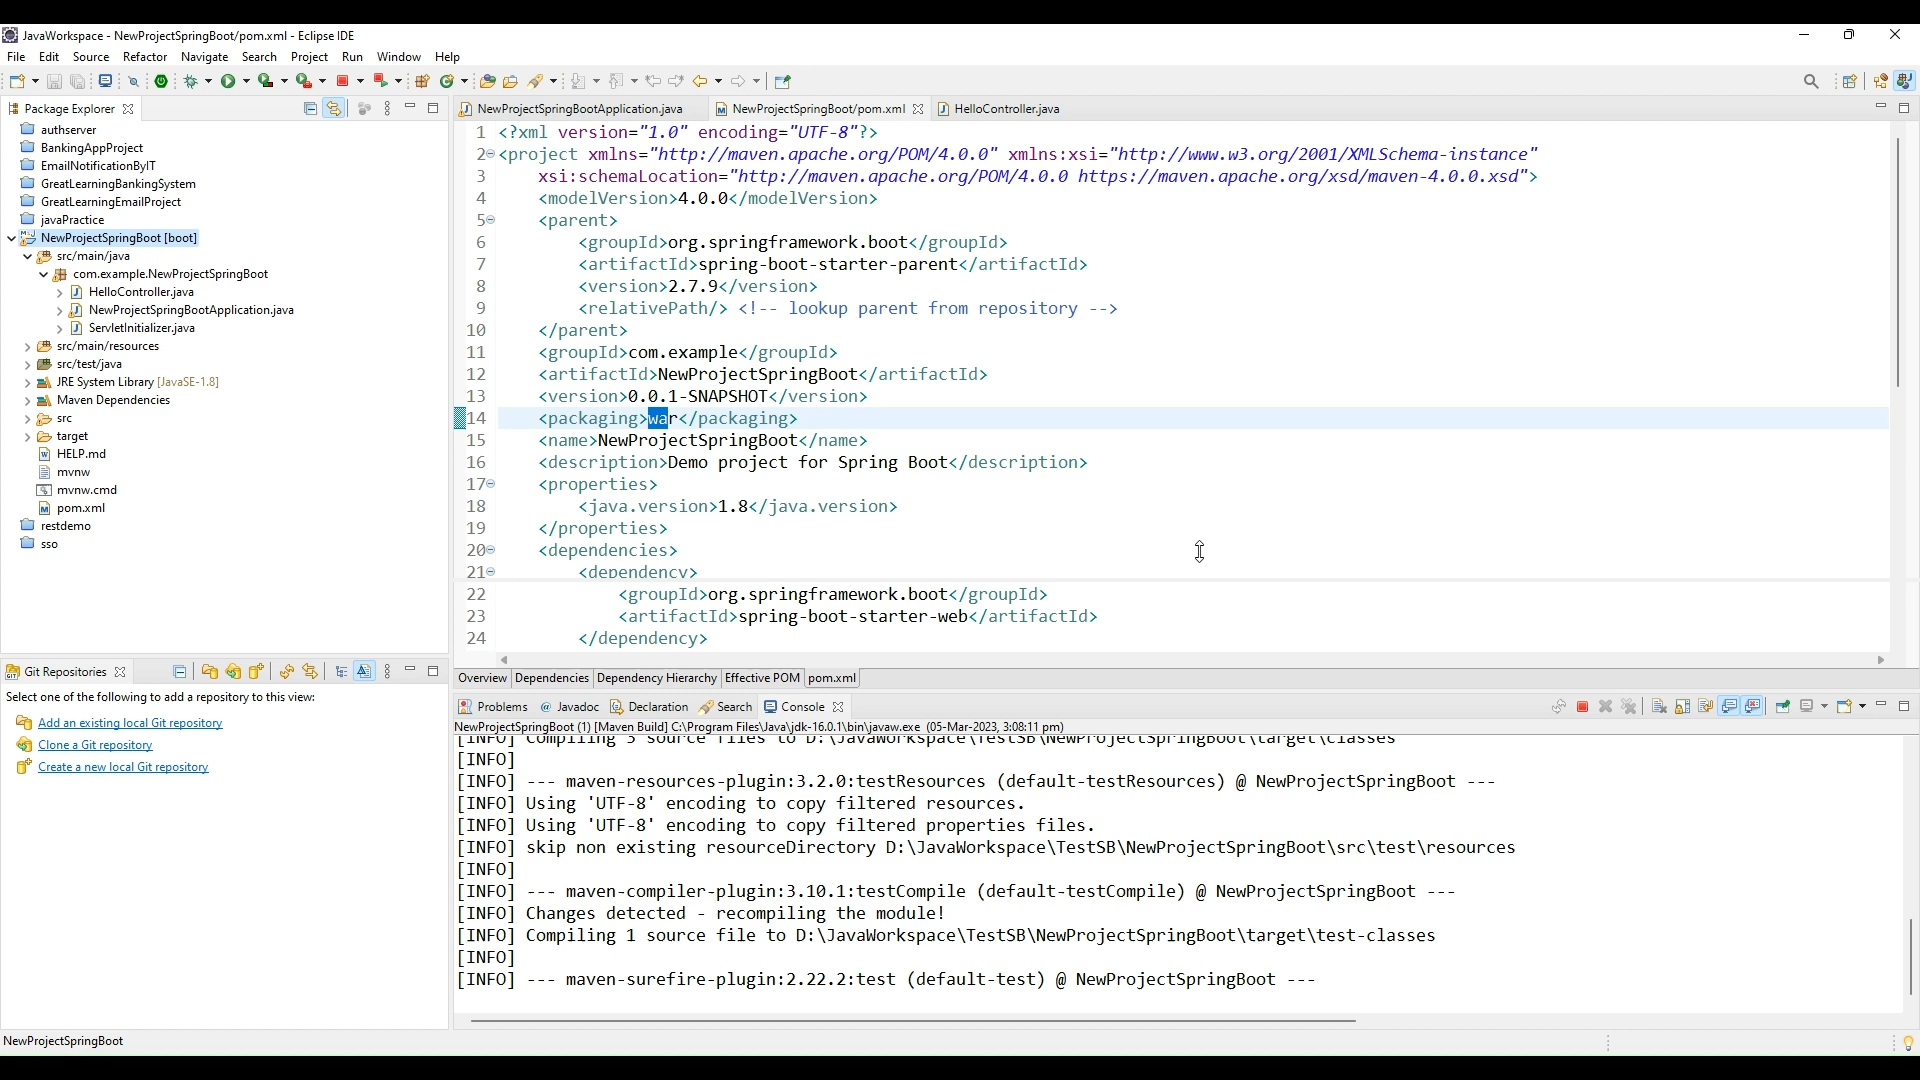 JavaWorkspace - NewProjectSpringBoot/pom.xml - Eclipse IDE
File Edit Source Refactor Navigate Search Project Run Window Help
Package Explorer
authserver
BankingAppProject
EmailNotificationByIT
GreatLearningBankingSystem
GreatLearningEmailProject
javaPractice
NewProjectSpringBoot [boot]
src/main/java
com.example.NewProjectSpringBoot
HelloController.java
NewProjectSpringBootApplication.java
ServletInitializer.java
src/main/resources
src/test/java
JRE System Library [JavaSE-1.8]
Maven Dependencies
src
target
HELP.md
mvnw
mvnw.cmd
pom.xml
restdemo
sso
Git Repositories
Select one of the following to add a repository to this view:
Add an existing local Git repository
Clone a Git repository
Create a new local Git repository
NewProjectSpringBootApplication.java NewProjectSpringBoot/pom.xml HelloController.java
1 <?xml version="1.0" encoding="UTF-8"?>
2 <project xmlns="http://maven.apache.org/POM/4.0.0" xmlns:xsi="http://www.w3.org/2001/XMLSchema-instance"
3 xsi:schemaLocation="http://maven.apache.org/POM/4.0.0 https://maven.apache.org/xsd/maven-4.0.0.xsd">
4 <modelVersion>4.0.0</modelVersion>
5 <parent>
6 <groupId>org.springframework.boot</groupId>
7 <artifactId>spring-boot-starter-parent</artifactId>
8 <version>2.7.9</version>
9 <relativePath/> <!-- lookup parent from repository -->
10 </parent>
11 <groupId>com.example</groupId>
12 <artifactId>NewProjectSpringBoot</artifactId>
13 <version>0.0.1-SNAPSHOT</version>
14 <packaging>war</packaging>
15 <name>NewProjectSpringBoot</name>
16 <description>Demo project for Spring Boot</description>
17 <properties>
18 <java.version>1.8</java.version>
19 </properties>
20 <dependencies>
21 <dependency>
22 <groupId>org.springframework.boot</groupId>
23 <artifactId>spring-boot-starter-web</artifactId>
24 </dependency>
Overview Dependencies Dependency Hierarchy Effective POM pom.xml
Problems Javadoc Declaration Search Console
NewProjectSpringBoot (1) [Maven Build] C:\Program Files\Java\jdk-16.0.1\bin\javaw.exe (05-Mar-2023, 3:08:11 pm)
[INFO] Compiling 3 source files to D:\JavaWorkspace\TestSB\NewProjectSpringBoot\target\classes
[INFO]
[INFO] --- maven-resources-plugin:3.2.0:testResources (default-testResources) @ NewProjectSpringBoot ---
[INFO] Using 'UTF-8' encoding to copy filtered resources.
[INFO] Using 'UTF-8' encoding to copy filtered properties files.
[INFO] skip non existing resourceDirectory D:\JavaWorkspace\TestSB\NewProjectSpringBoot\src\test\resources
[INFO]
[INFO] --- maven-compiler-plugin:3.10.1:testCompile (default-testCompile) @ NewProjectSpringBoot ---
[INFO] Changes detected - recompiling the module!
[INFO] Compiling 1 source file to D:\JavaWorkspace\TestSB\NewProjectSpringBoot\target\test-classes
[INFO]
[INFO] --- maven-surefire-plugin:2.22.2:test (default-test) @ NewProjectSpringBoot ---
NewProjectSpringBoot